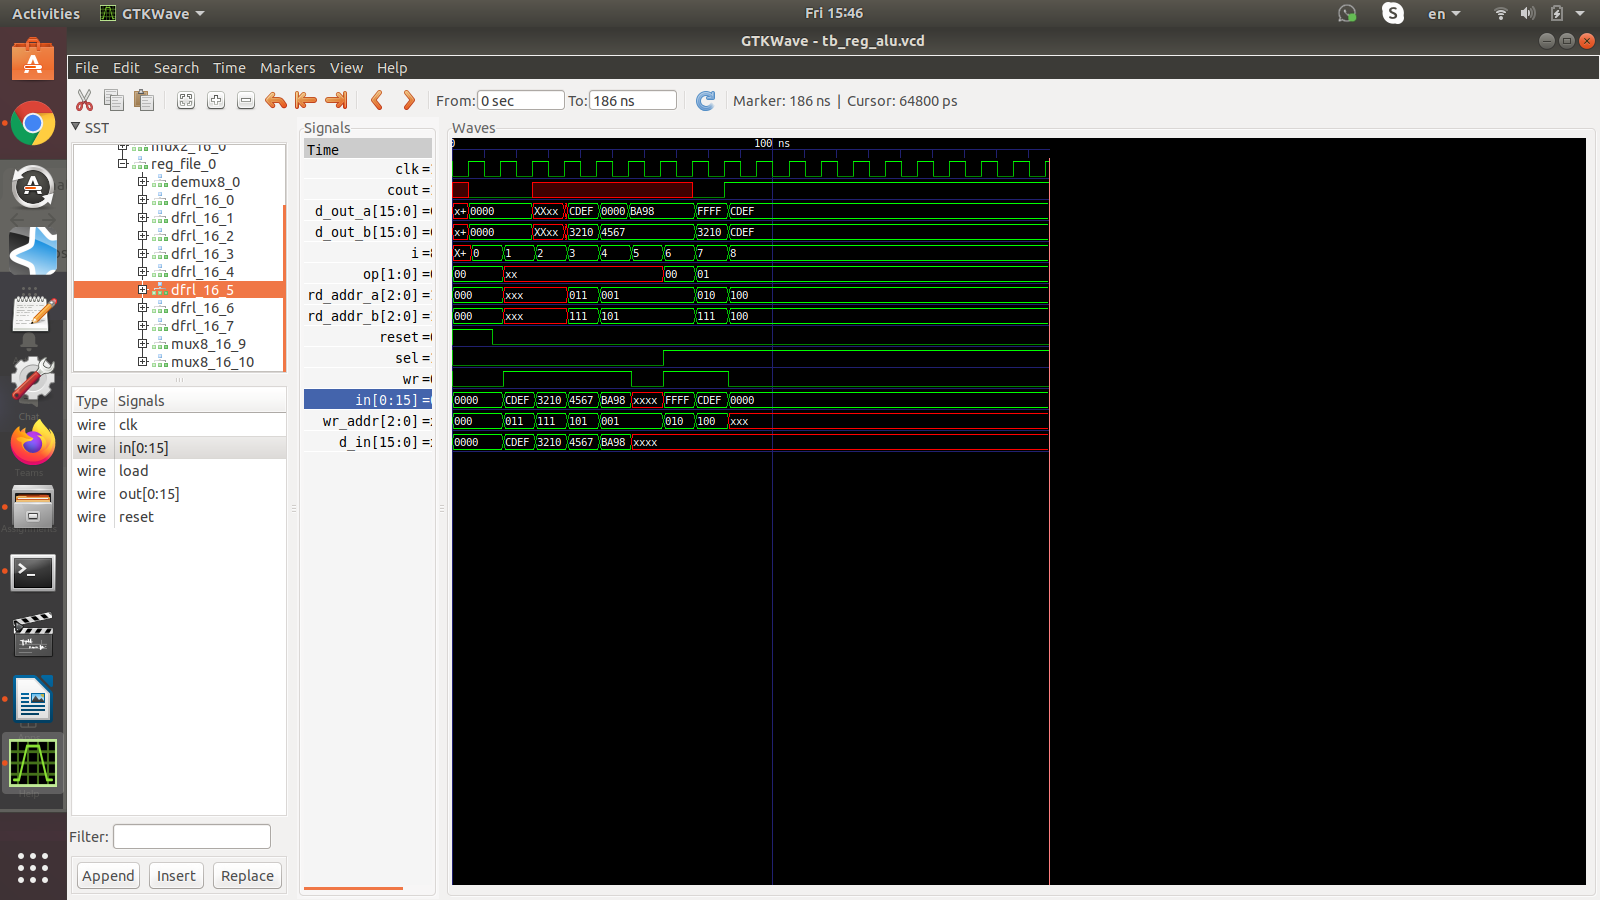 Activities GTKWave Fri 15:46 en
GTKWave - tb_reg_alu.vcd
File Edit Search Time Markers View Help
From: 0 sec To: 186 ns Marker: 186 ns | Cursor: 64800 ps
SST
mux2_16_0
reg_file_0
demux8_0
dfrl_16_0
dfrl_16_1
dfrl_16_2
dfrl_16_3
dfrl_16_4
dfrl_16_5
dfrl_16_6
dfrl_16_7
mux8_16_9
mux8_16_10
Type Signals
wire clk
wire in[0:15]
wire load
wire out[0:15]
wire reset
Filter:
Append Insert Replace
Signals
Time
clk =
cout =
d_out_a[15:0] =
d_out_b[15:0] =
i =
op[1:0] =
rd_addr_a[2:0] =
rd_addr_b[2:0] =
reset =
sel =
wr =
in[0:15] =
wr_addr[2:0] =
d_in[15:0] =
Waves
0 100 ns
x+ 0000 XXxx CDEF 0000 BA98 FFFF CDEF
x+ 0000 XXxx 3210 4567 3210 CDEF
X+ 0 1 2 3 4 5 6 7 8
00 xx 00 01
000 xxx 011 001 010 100
000 xxx 111 101 111 100
0000 CDEF 3210 4567 BA98 xxxx FFFF CDEF 0000
000 011 111 101 001 010 100 xxx
0000 CDEF 3210 4567 BA98 xxxx
Chat
Teams
Assignments
Help